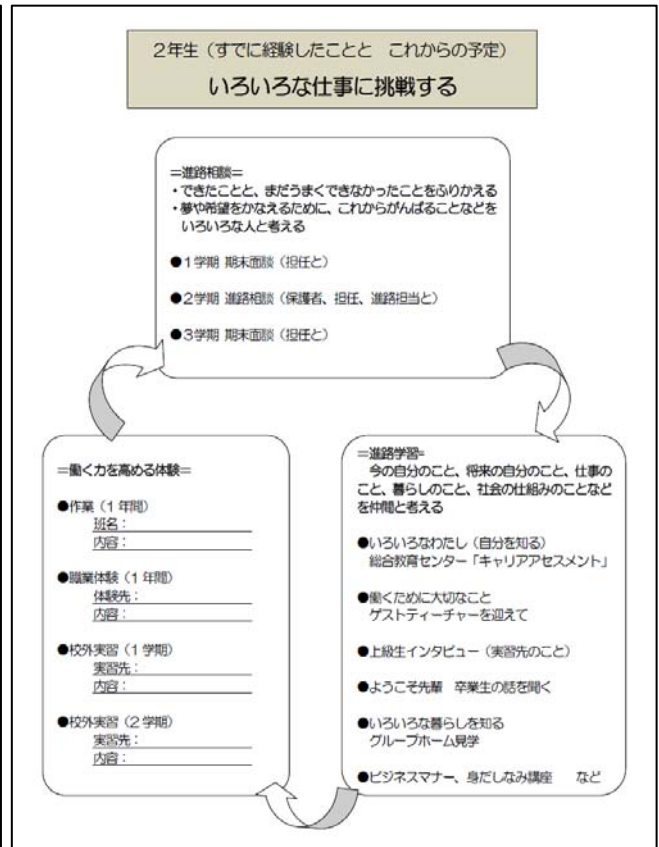 2年生(すでに経験したことと これからの予定)
いろいろな仕事に挑戦する
=進路相談=
・できたことと、まだうまくできなかったことをふりかえる
・夢や希望をかなえるために、これからがんばることなどを
いろいろな人と考える
●1学期 期末面談(担任と)
●2学期 進路相談(保護者、担任、進路担当と)
●3学期 期末面談(担任と)
=働く力を高める体験=
●作業(1年間)
班名:
内容:
●職業体験(1年間)
体験先:
内容:
●校外実習(1学期)
実習先:
内容:
●校外実習(2学期)
実習先:
内容:
=進路学習=
今の自分のこと、将来の自分のこと、仕事の
こと、暮らしのこと、社会の仕組みのことなど
を仲間と考える
●いろいろなわたし(自分を知る)
総合教育センター「キャリアアセスメント」
●働くために大切なこと
ゲストティーチャーを迎えて
●上級生インタビュー(実習先のこと)
●ようこそ先輩 卒業生の話を聞く
●いろいろな暮らしを知る
グループホーム見学
●ビジネスマナー、身だしなみ講座 など